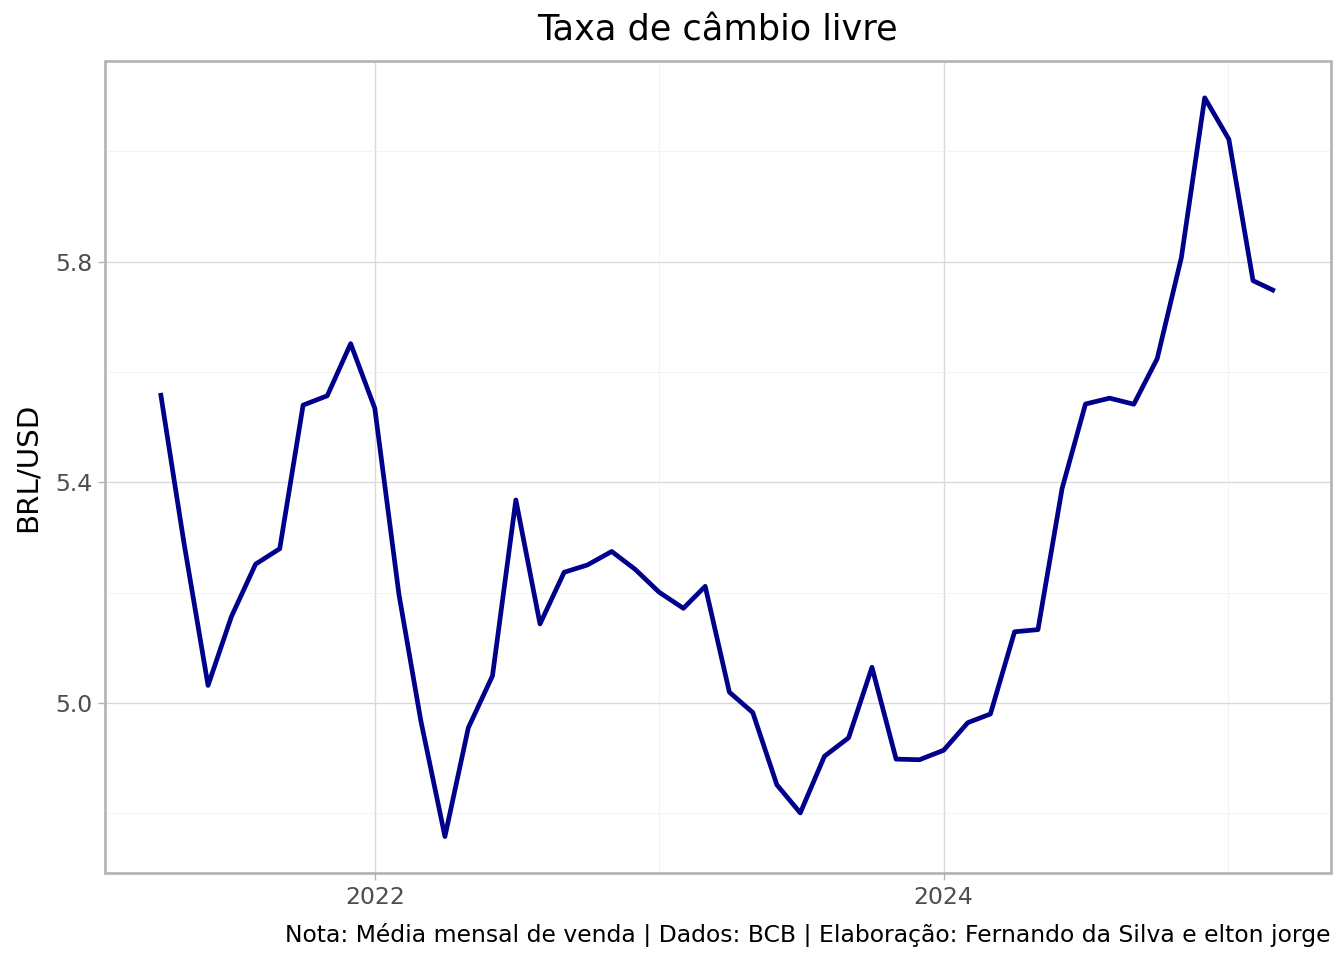 Taxa de câmbio livre
BRL/USD
5.8
5.4
5.0
2022
2024
Nota: Média mensal de venda | Dados: BCB | Elaboração: Fernando da Silva e elton jorge